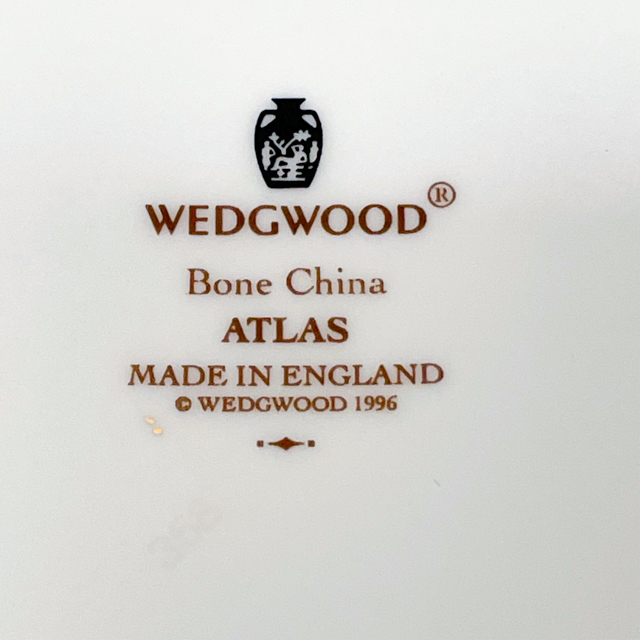 WEDGWOOD®
Bone China
ATLAS
MADE IN ENGLAND
© WEDGWOOD 1996